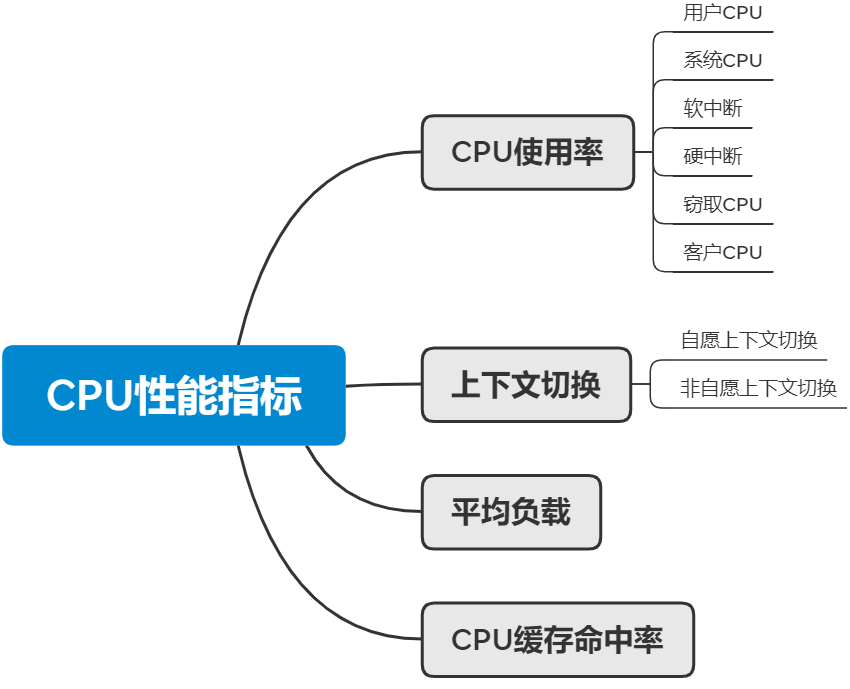 CPU性能指标
CPU使用率
用户CPU
系统CPU
软中断
硬中断
窃取CPU
客户CPU
上下文切换
自愿上下文切换
非自愿上下文切换
平均负载
CPU缓存命中率